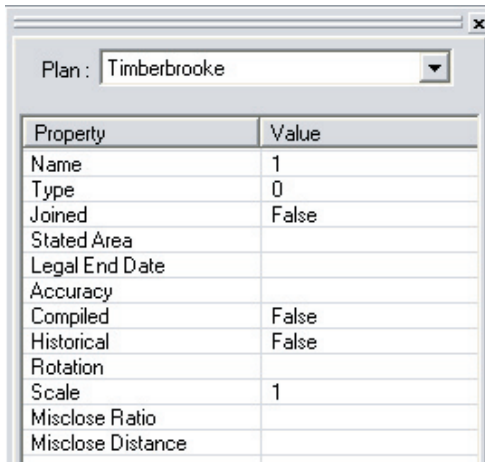 Plan : Timberbrooke
Property Value
Name 1
Type 0
Joined False
Stated Area
Legal End Date
Accuracy
Compiled False
Historical False
Rotation
Scale 1
Misclose Ratio
Misclose Distance